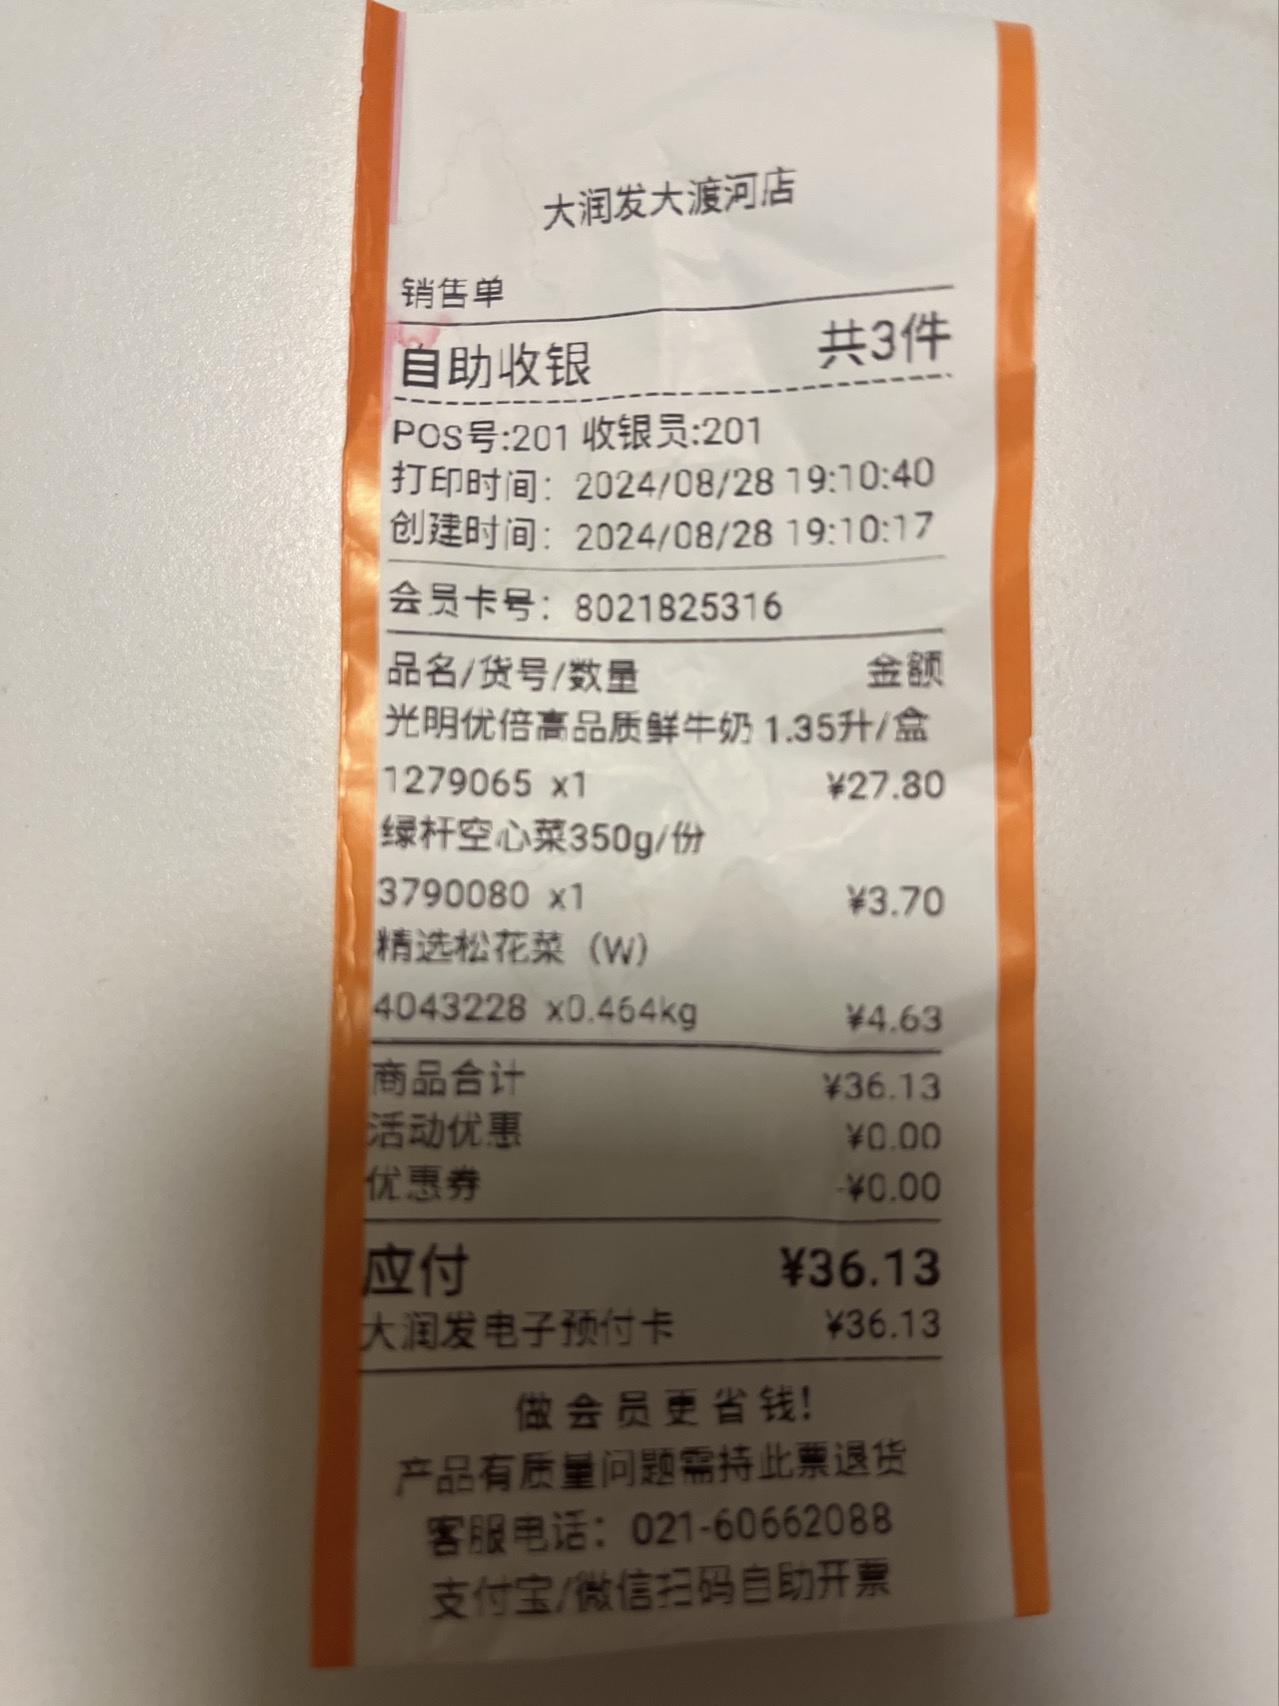 大润发大渡河店
销售单
自助收银 共3件
POS号:201 收银员:201
打印时间：2024/08/28 19:10:40
创建时间：2024/08/28 19:10:17
会员卡号：8021825316
品名/货号/数量 金额
光明优倍高品质鲜牛奶 1.35升/盒
1279065 x1 ¥27.80
绿杆空心菜350g/份
3790080 x1 ¥3.70
精选松花菜（W）
4043228 x0.464kg ¥4.63
商品合计 ¥36.13
活动优惠 ¥0.00
优惠券 -¥0.00
应付 ¥36.13
大润发电子预付卡 ¥36.13
做会员更省钱!
产品有质量问题需持此票退货
客服电话：021-60662088
支付宝/微信扫码自助开票